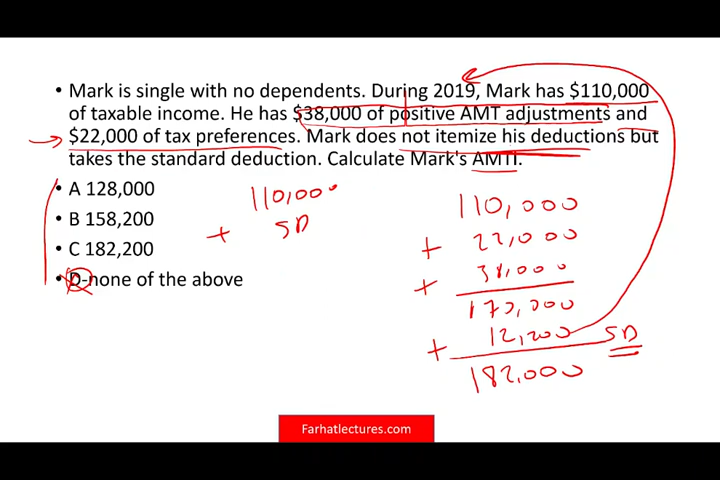 • Mark is single with no dependents. During 2019, Mark has $110,000
of taxable income. He has $38,000 of positive AMT adjustments and
$22,000 of tax preferences. Mark does not itemize his deductions but
takes the standard deduction. Calculate Mark's AMTI.
• A 128,000
• B 158,200
• C 182,200
• D-none of the above
110,000
+ SD
110,000
+ 22,000
+ 38,000
170,000
+ 12,200 SD
182,000
Farhatlectures.com